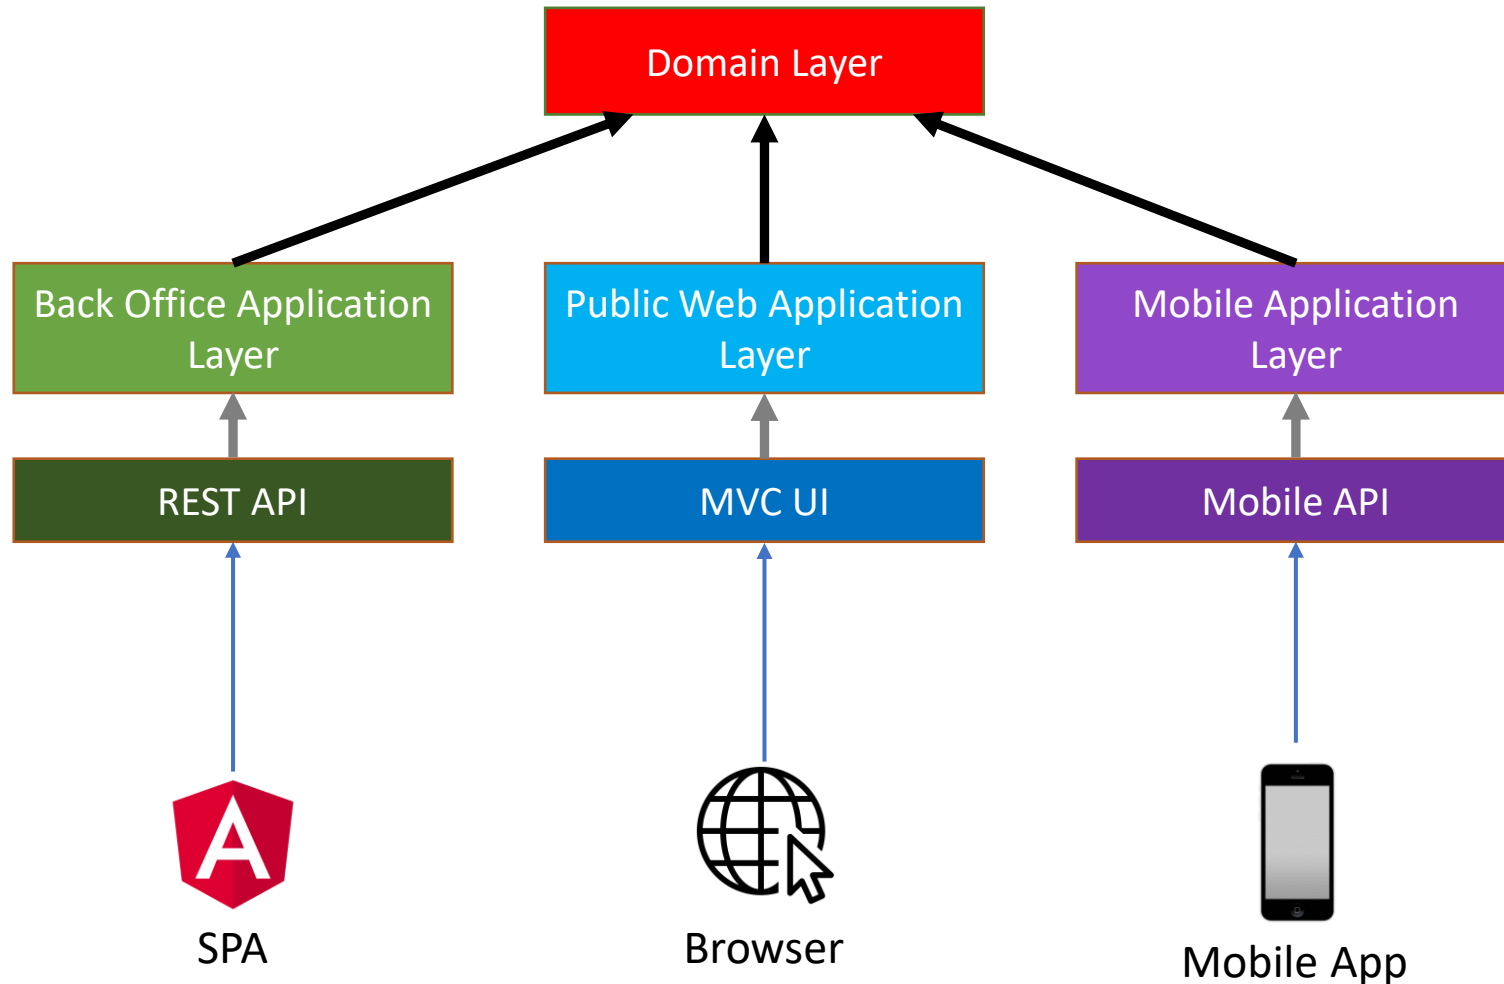 Domain Layer
Back Office Application
Layer
Public Web Application
Layer
Mobile Application
Layer
REST API
MVC UI
Mobile API
A
SPA
Browser
Mobile App